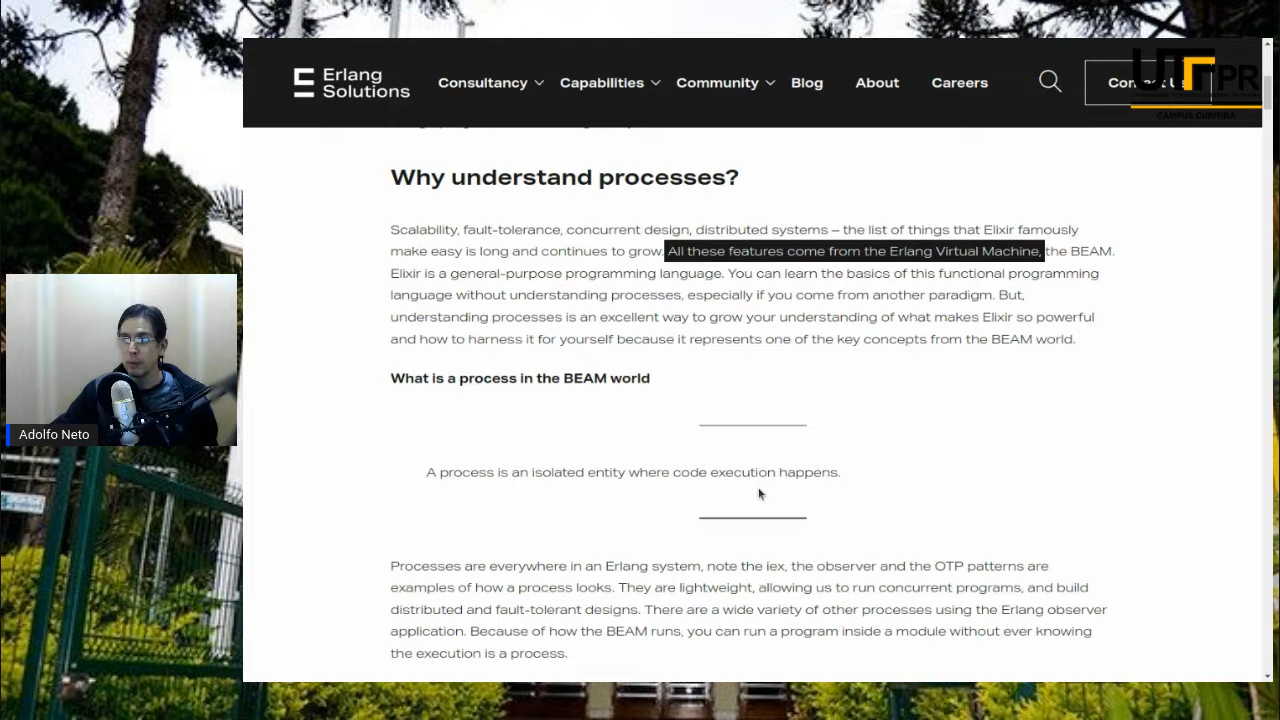 Erlang
Solutions
Consultancy
Capabilities
Community
Blog
About
Careers
UTFPR
CAMPUS CURITIBA
Why understand processes?
Scalability, fault-tolerance, concurrent design, distributed systems – the list of things that Elixir famously
make easy is long and continues to grow. All these features come from the Erlang Virtual Machine, the BEAM.
Elixir is a general-purpose programming language. You can learn the basics of this functional programming
language without understanding processes, especially if you come from another paradigm. But,
understanding processes is an excellent way to grow your understanding of what makes Elixir so powerful
and how to harness it for yourself because it represents one of the key concepts from the BEAM world.
What is a process in the BEAM world
A process is an isolated entity where code execution happens.
Processes are everywhere in an Erlang system, note the iex, the observer and the OTP patterns are
examples of how a process looks. They are lightweight, allowing us to run concurrent programs, and build
distributed and fault-tolerant designs. There are a wide variety of other processes using the Erlang observer
application. Because of how the BEAM runs, you can run a program inside a module without ever knowing
the execution is a process.
Adolfo Neto